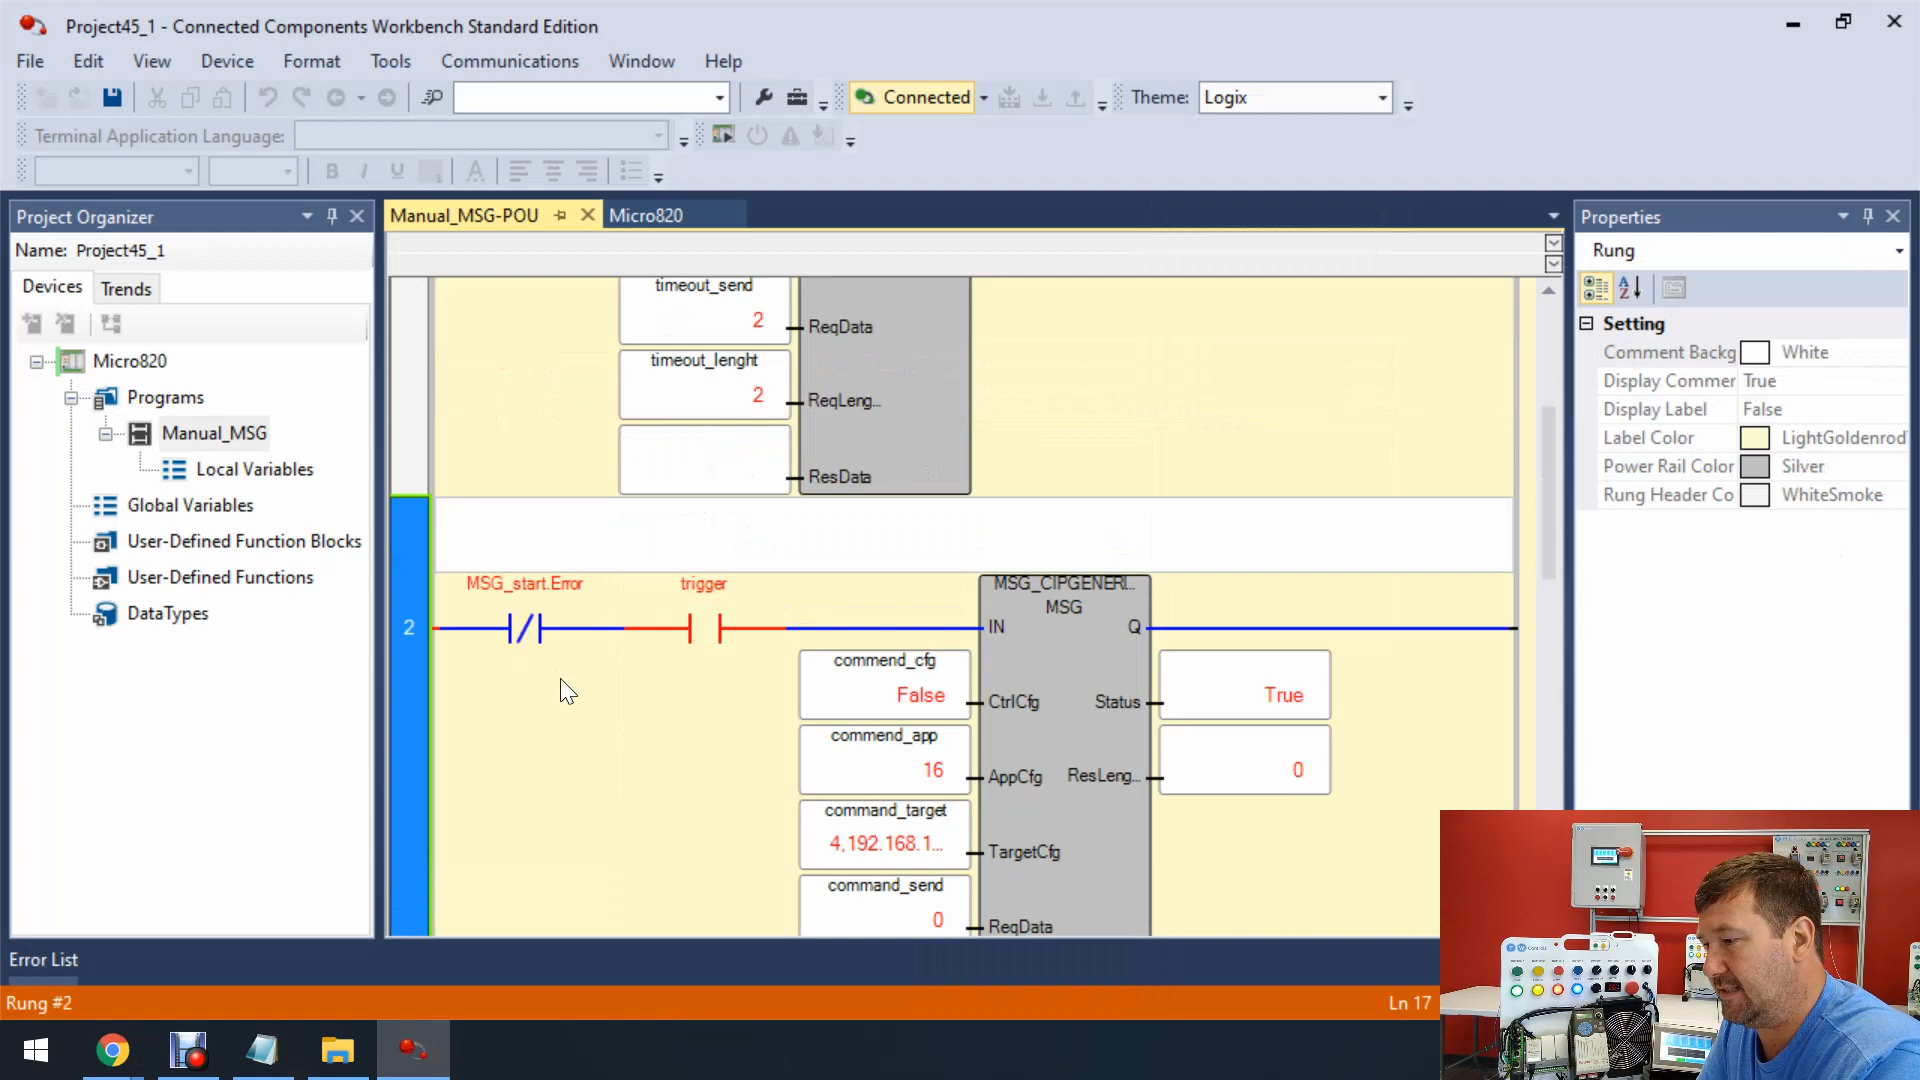 Project45_1 - Connected Components Workbench Standard Edition
File Edit View Device Format Tools Communications Window Help
Connected Theme: Logix
Terminal Application Language:
B I U A
Project Organizer
Name: Project45_1
Devices Trends
Micro820
Programs
Manual_MSG
Local Variables
Global Variables
User-Defined Function Blocks
User-Defined Functions
DataTypes
Manual_MSG-POU Micro820
timeout_send
2 ReqData
timeout_lenght
2 ReqLeng...
ResData
2
MSG_start.Error trigger MSG_CIPGENERI...
MSG
IN Q
commend_cfg
False CtrlCfg Status True
commend_app
16 AppCfg ResLeng... 0
command_target
4,192.168.1... TargetCfg
command_send
0 ReqData
Properties
Rung
Setting
Comment Backg White
Display Commer True
Display Label False
Label Color LightGoldenrod
Power Rail Color Silver
Rung Header Co WhiteSmoke
Error List
Rung #2 Ln 17